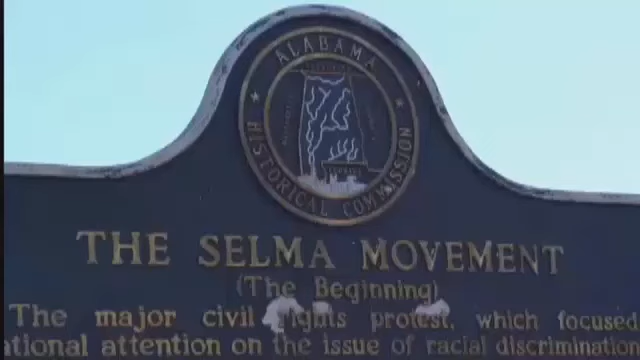 ALABAMA
HISTORICAL COMMISSION
THE SELMA MOVEMENT
(The Beginning)
The major civil rights protest, which focused
ational attention on the issue of racial discrimination